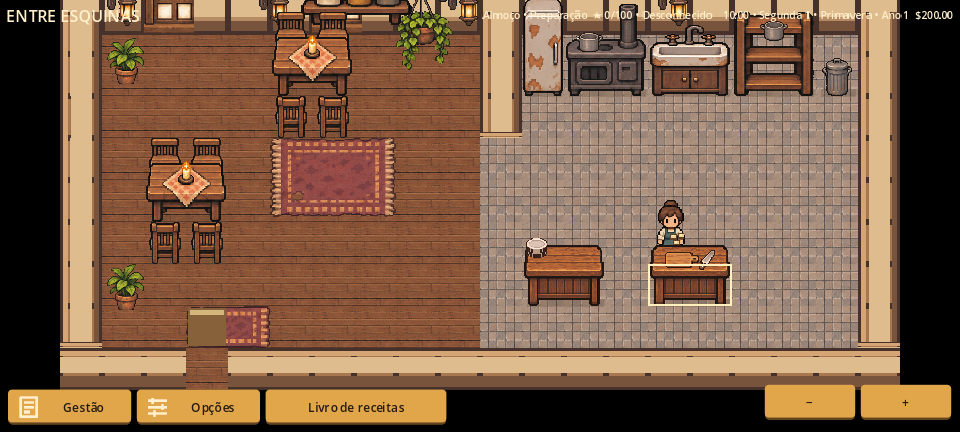 ENTRE ESQUINAS
Almoço • Preparação ★ 0/100 • Desconhecido 10:00 • Segunda 1 • Primavera • Ano 1 $200.00
Gestão
Opções
Livro de receitas
−
+